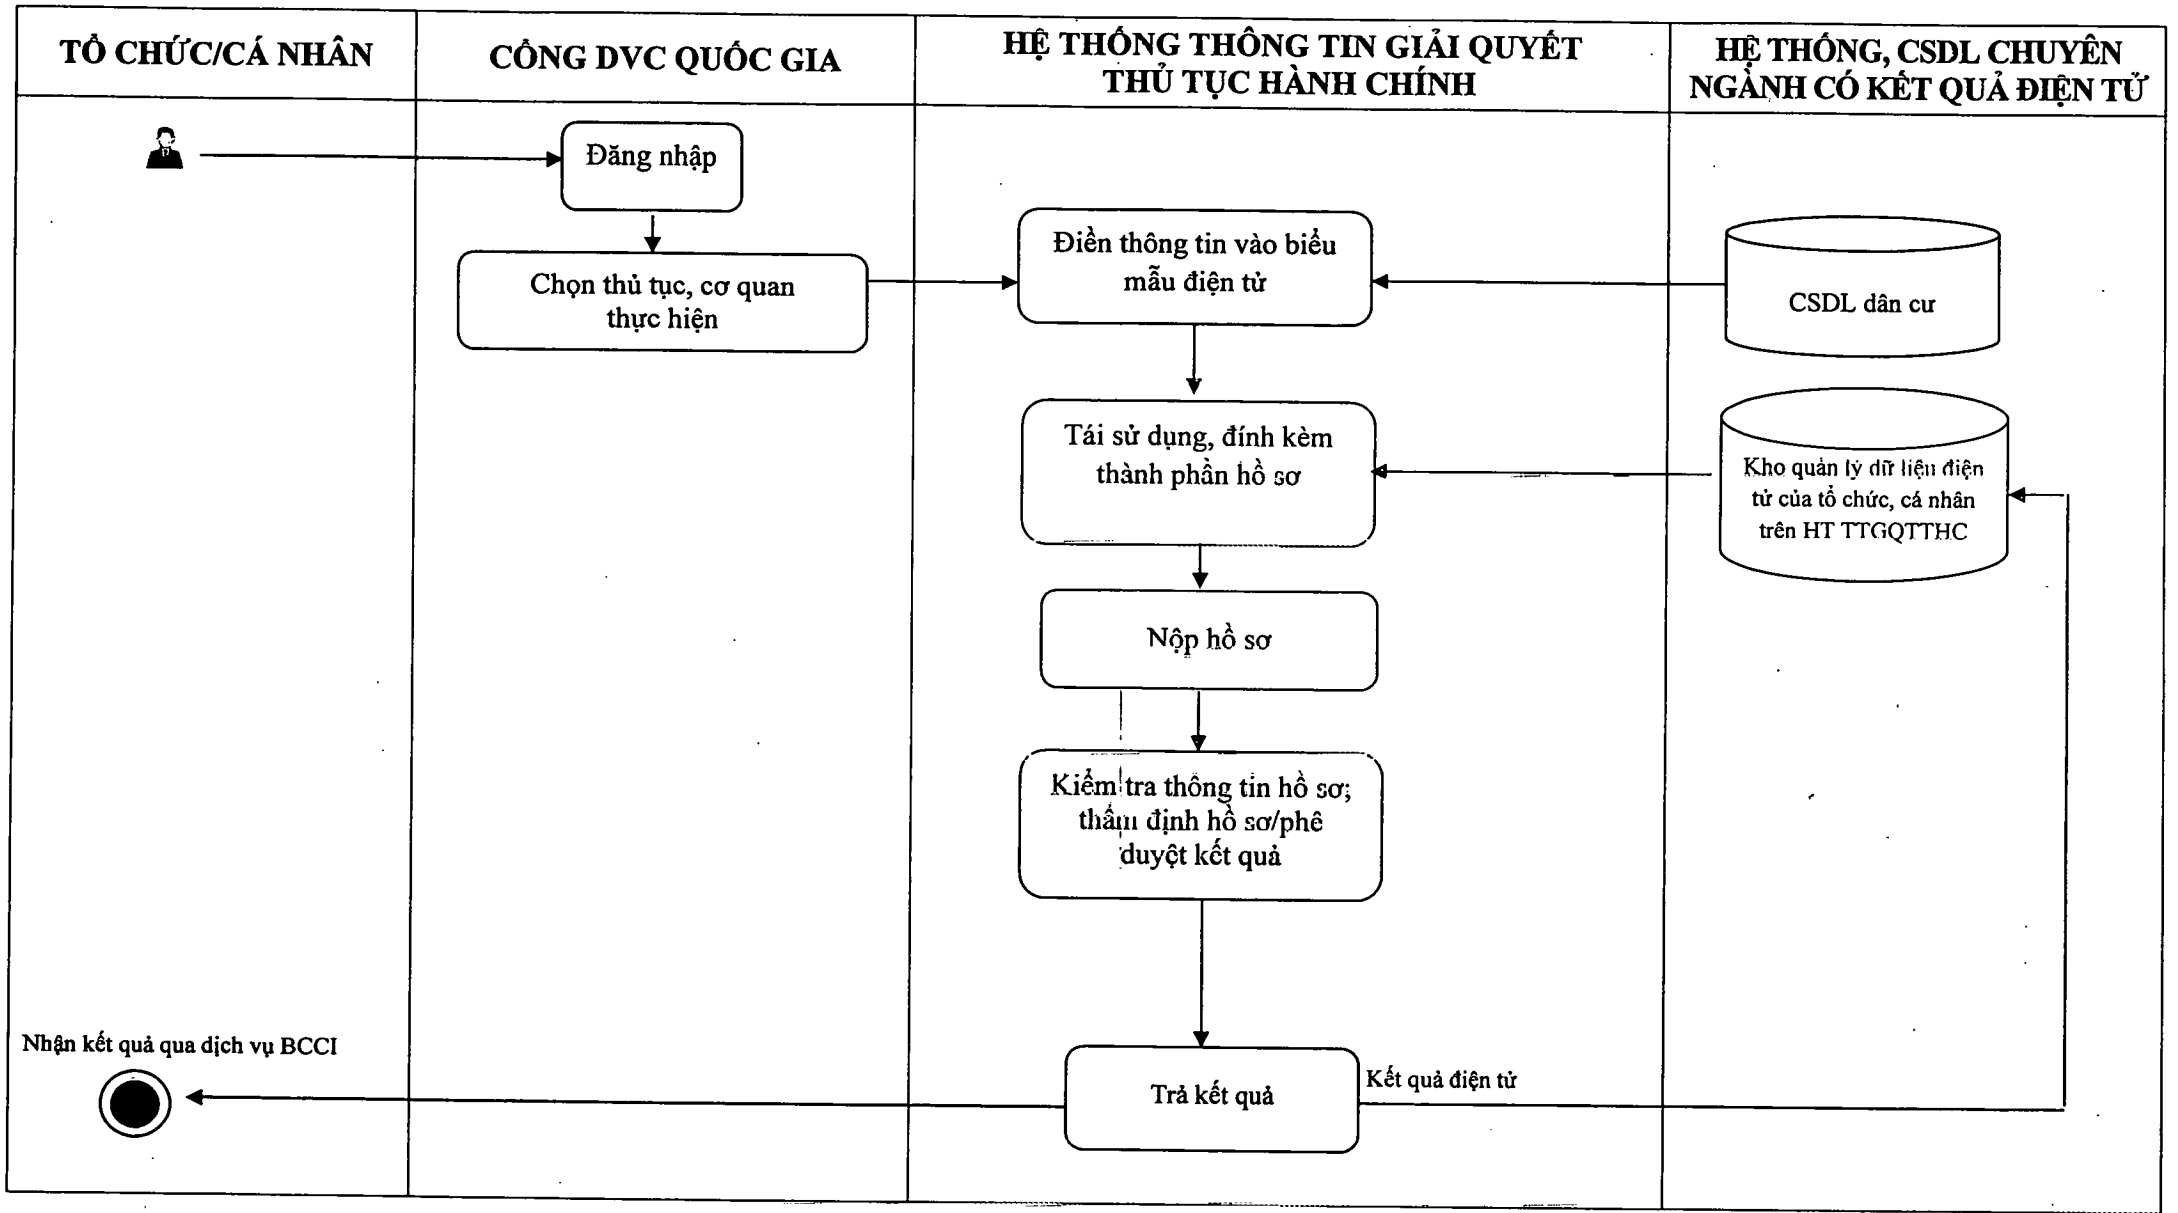 TỔ CHỨC/CÁ NHÂN
CỔNG DVC QUỐC GIA
HỆ THỐNG THÔNG TIN GIẢI QUYẾT
THỦ TỤC HÀNH CHÍNH
HỆ THỐNG, CSDL CHUYÊN
NGÀNH CÓ KẾT QUẢ ĐIỆN TỬ
Đăng nhập
Chọn thủ tục, cơ quan
thực hiện
Điền thông tin vào biểu
mẫu điện tử
CSDL dân cư
Tái sử dụng, đính kèm
thành phần hồ sơ
Kho quản lý dữ liệu điện
tử của tổ chức, cá nhân
trên HT TTGQTTHC
Nộp hồ sơ
Kiểm tra thông tin hồ sơ;
thẩm định hồ sơ/phê
duyệt kết quả
Nhận kết quả qua dịch vụ BCCI
Trả kết quả
Kết quả điện tử